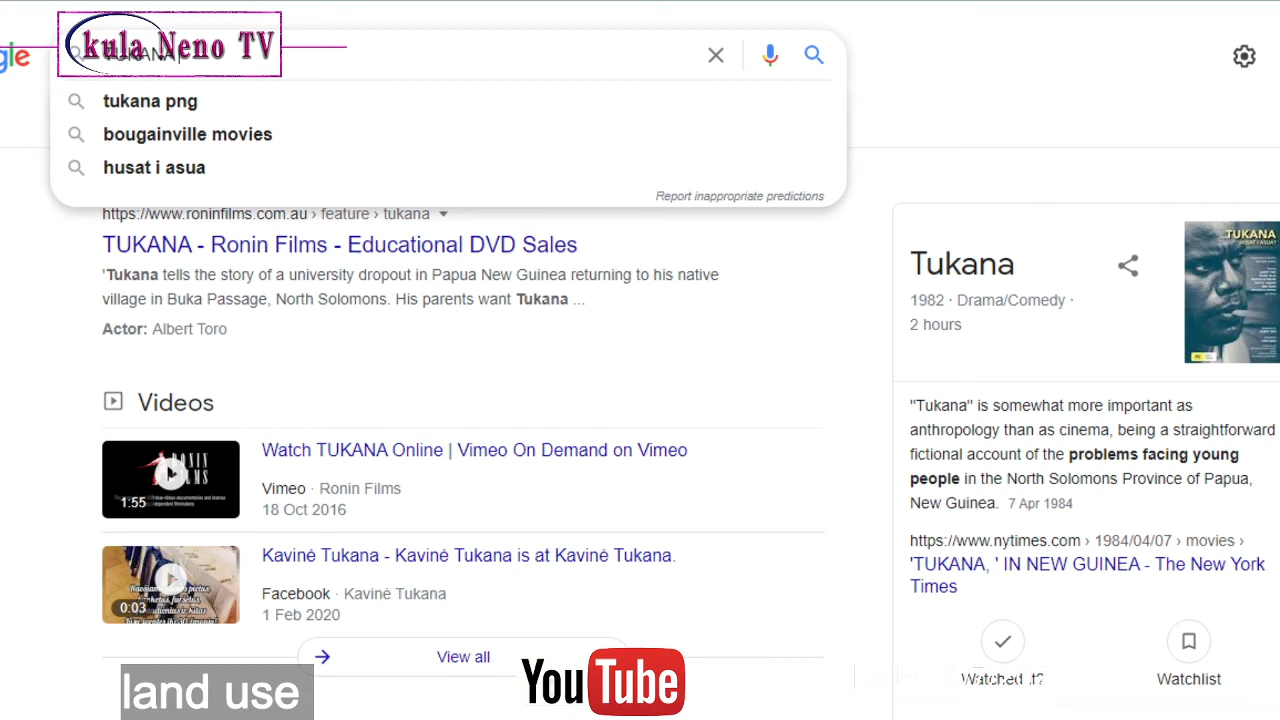 gle
kula Neno TV
TUKANA
tukana png
bougainville movies
husat i asua
Report inappropriate predictions
https://www.roninfilms.com.au › feature › tukana
TUKANA - Ronin Films - Educational DVD Sales
'Tukana tells the story of a university dropout in Papua New Guinea returning to his native
village in Buka Passage, North Solomons. His parents want Tukana ...
Actor: Albert Toro
Videos
RONIN
FILMS
1:55
Watch TUKANA Online | Vimeo On Demand on Vimeo
Vimeo · Ronin Films
18 Oct 2016
0:03
Kavinė Tukana - Kavinė Tukana is at Kavinė Tukana.
Facebook · Kavinė Tukana
1 Feb 2020
View all
land use
YouTube
Tukana
1982 · Drama/Comedy ·
2 hours
TUKANA
HUSAT I ASUA?
"Tukana" is somewhat more important as
anthropology than as cinema, being a straightforward
fictional account of the problems facing young
people in the North Solomons Province of Papua,
New Guinea. 7 Apr 1984
https://www.nytimes.com › 1984/04/07 › movies ›
'TUKANA, ' IN NEW GUINEA - The New York
Times
Watched it?
Watchlist